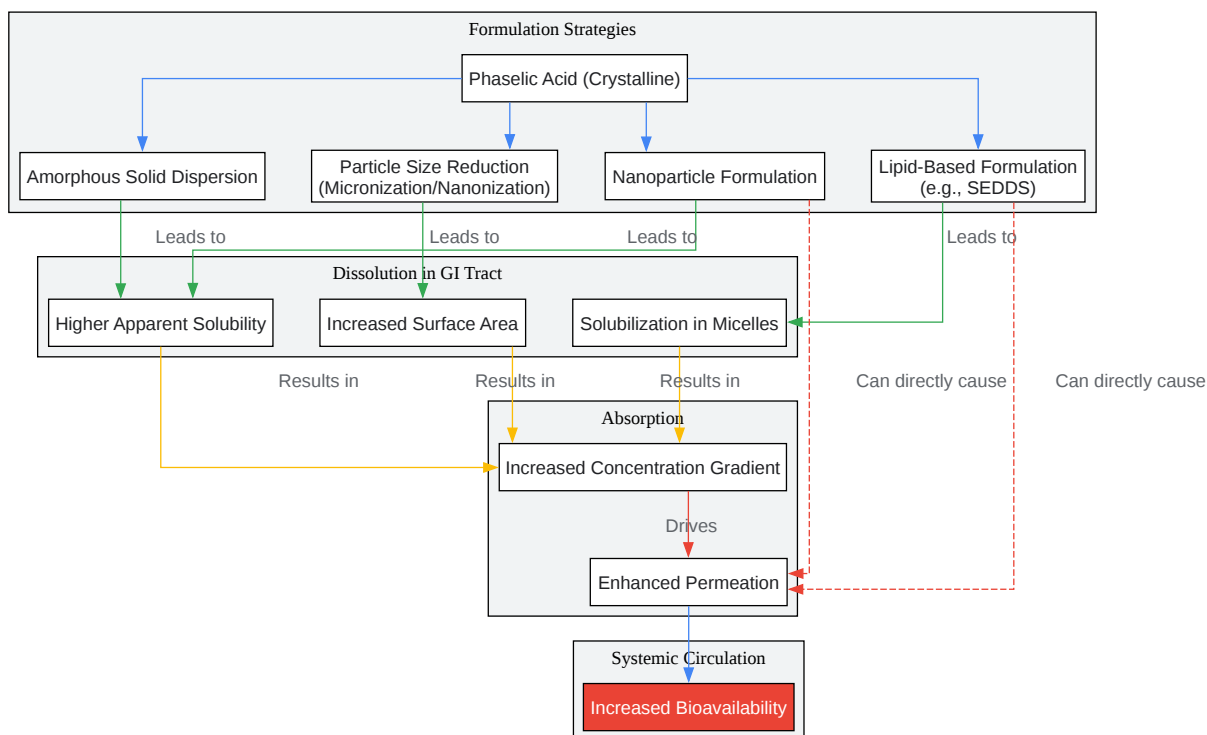 Formulation Strategies
Phaselic Acid (Crystalline)
Amorphous Solid Dispersion
Particle Size Reduction
(Micronization/Nanonization)
Nanoparticle Formulation
Lipid-Based Formulation
(e.g., SEDDS)
Leads to
Leads to
Leads to
Leads to
Dissolution in GI Tract
Higher Apparent Solubility
Increased Surface Area
Solubilization in Micelles
Results in
Results in
Results in
Can directly cause
Can directly cause
Absorption
Increased Concentration Gradient
Drives
Enhanced Permeation
Systemic Circulation
Increased Bioavailability